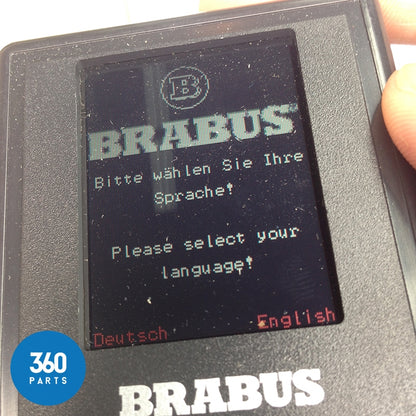 B
BRABUS
Bitte wählen Sie Ihre
Sprache!
Please select your
language!
Deutsch English
360
PARTS
BRABUS